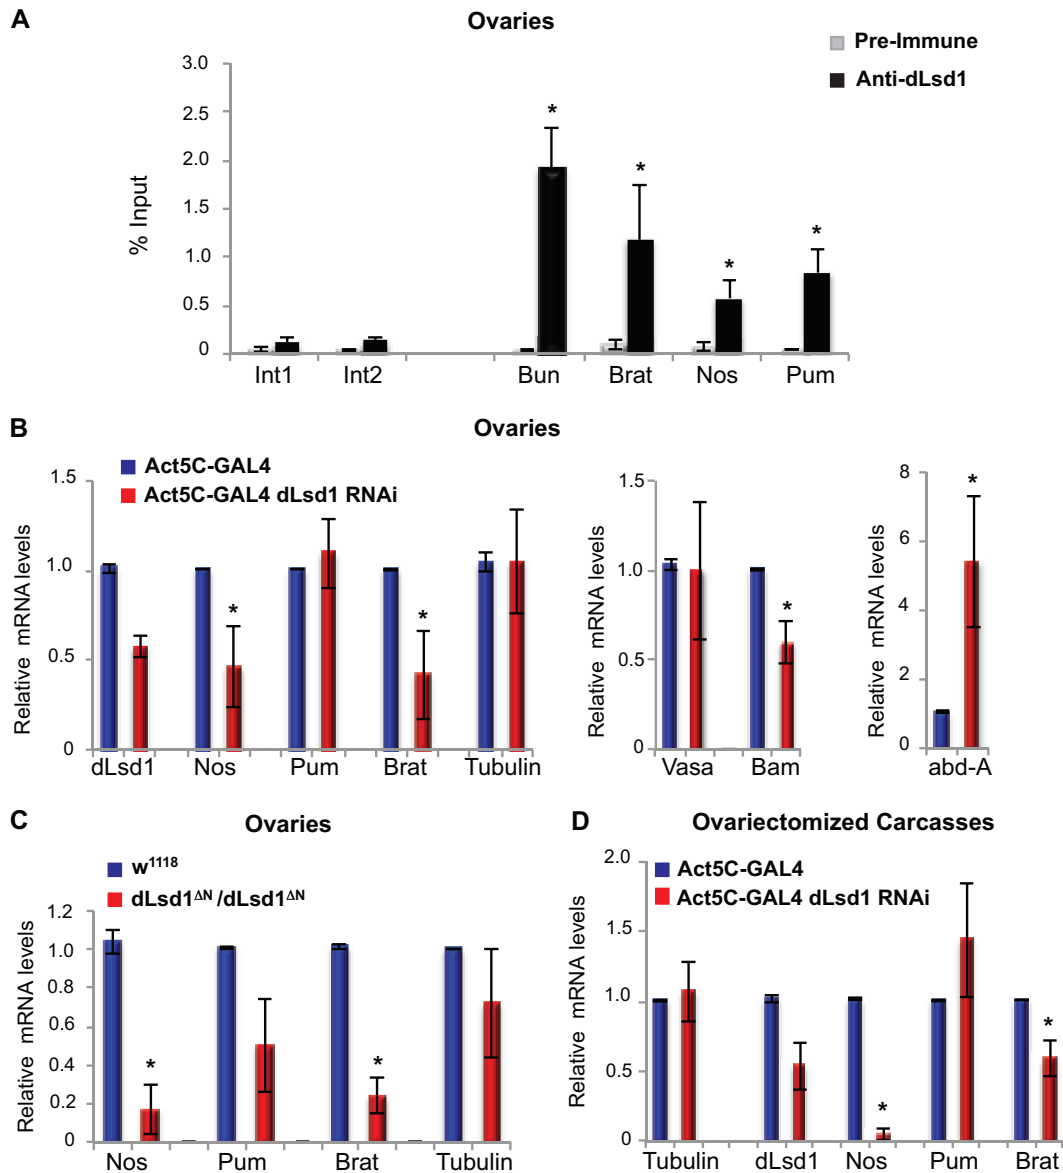 A
Ovaries
Pre-Immune
Anti-dLsd1
% Input
3.0
2.5
2.0
1.5
1.0
0.5
0
*
*
*
*
Int1 Int2 Bun Brat Nos Pum
B
Ovaries
Act5C-GAL4
Act5C-GAL4 dLsd1 RNAi
Relative mRNA levels
1.5
1.0
0.5
0
*
*
dLsd1 Nos Pum Brat Tubulin
Relative mRNA levels
1.5
1.0
0.5
0
*
Vasa Bam
Relative mRNA levels
8
6
4
2
0
*
abd-A
C
Ovaries
w1118
dLsd1ΔN /dLsd1ΔN
Relative mRNA levels
1.2
1.0
0.8
0.6
0.4
0.2
0
*
*
Nos Pum Brat Tubulin
D
Ovariectomized Carcasses
Act5C-GAL4
Act5C-GAL4 dLsd1 RNAi
Relative mRNA levels
2.0
1.5
1.0
0.5
0
*
*
Tubulin dLsd1 Nos Pum Brat